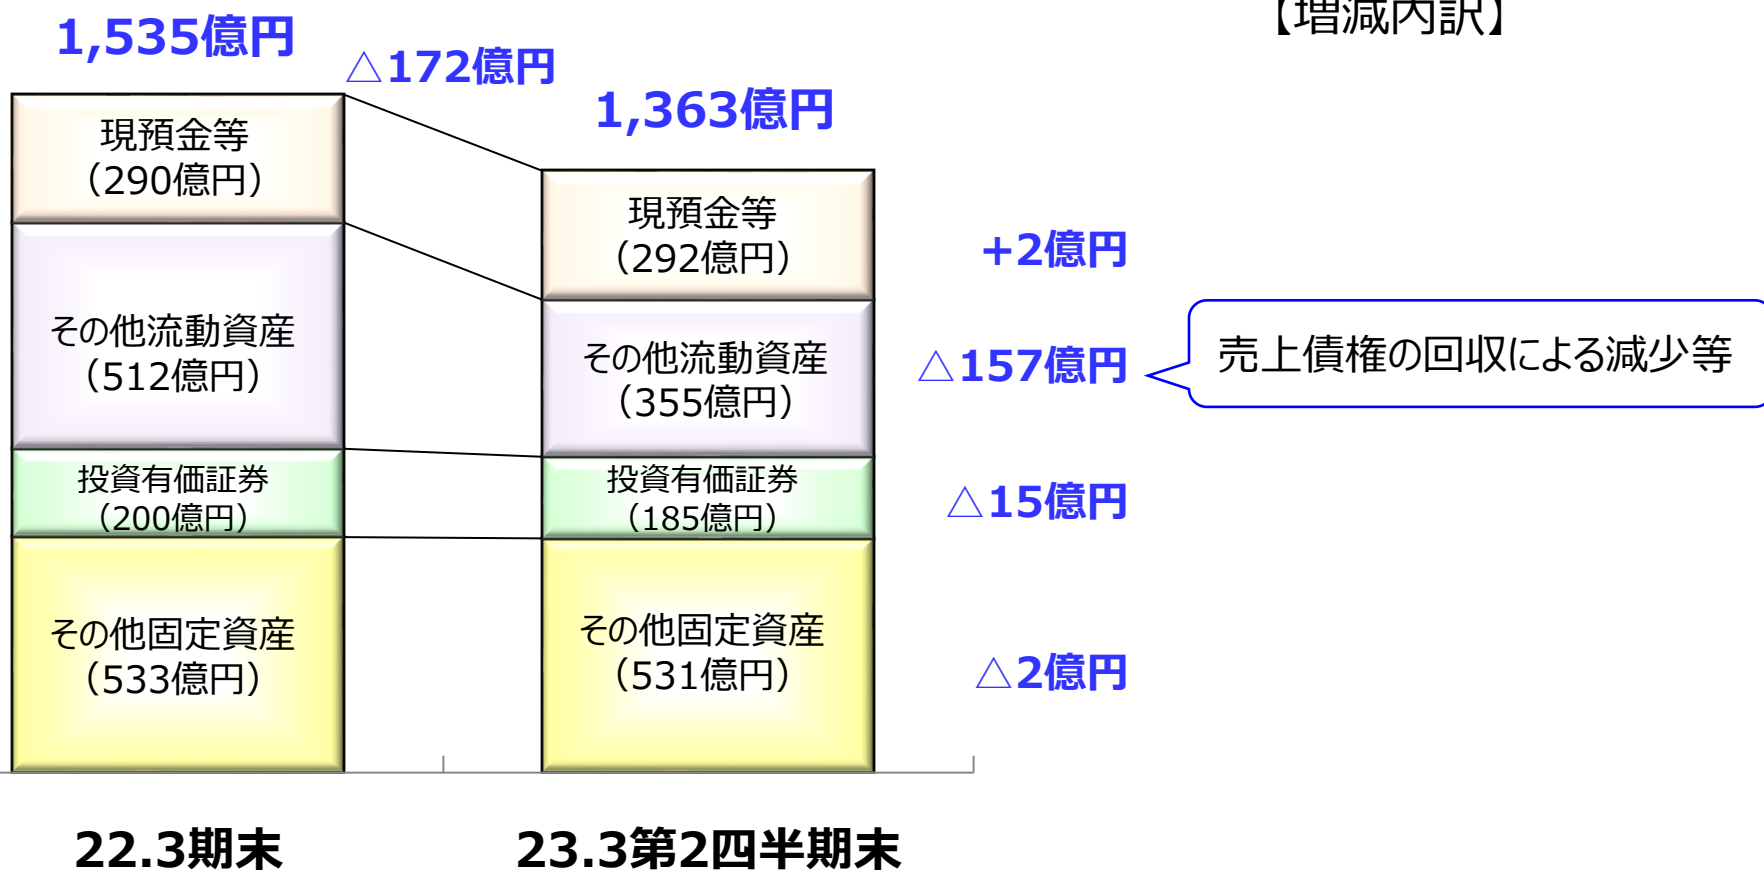 【増減内訳】
1,535億円
△172億円
1,363億円
現預金等
（290億円）
その他流動資産
（512億円）
投資有価証券
（200億円）
その他固定資産
（533億円）
現預金等
（292億円）
その他流動資産
（355億円）
投資有価証券
（185億円）
その他固定資産
（531億円）
+2億円
△157億円
売上債権の回収による減少等
△15億円
△2億円
22.3期末
23.3第2四半期末